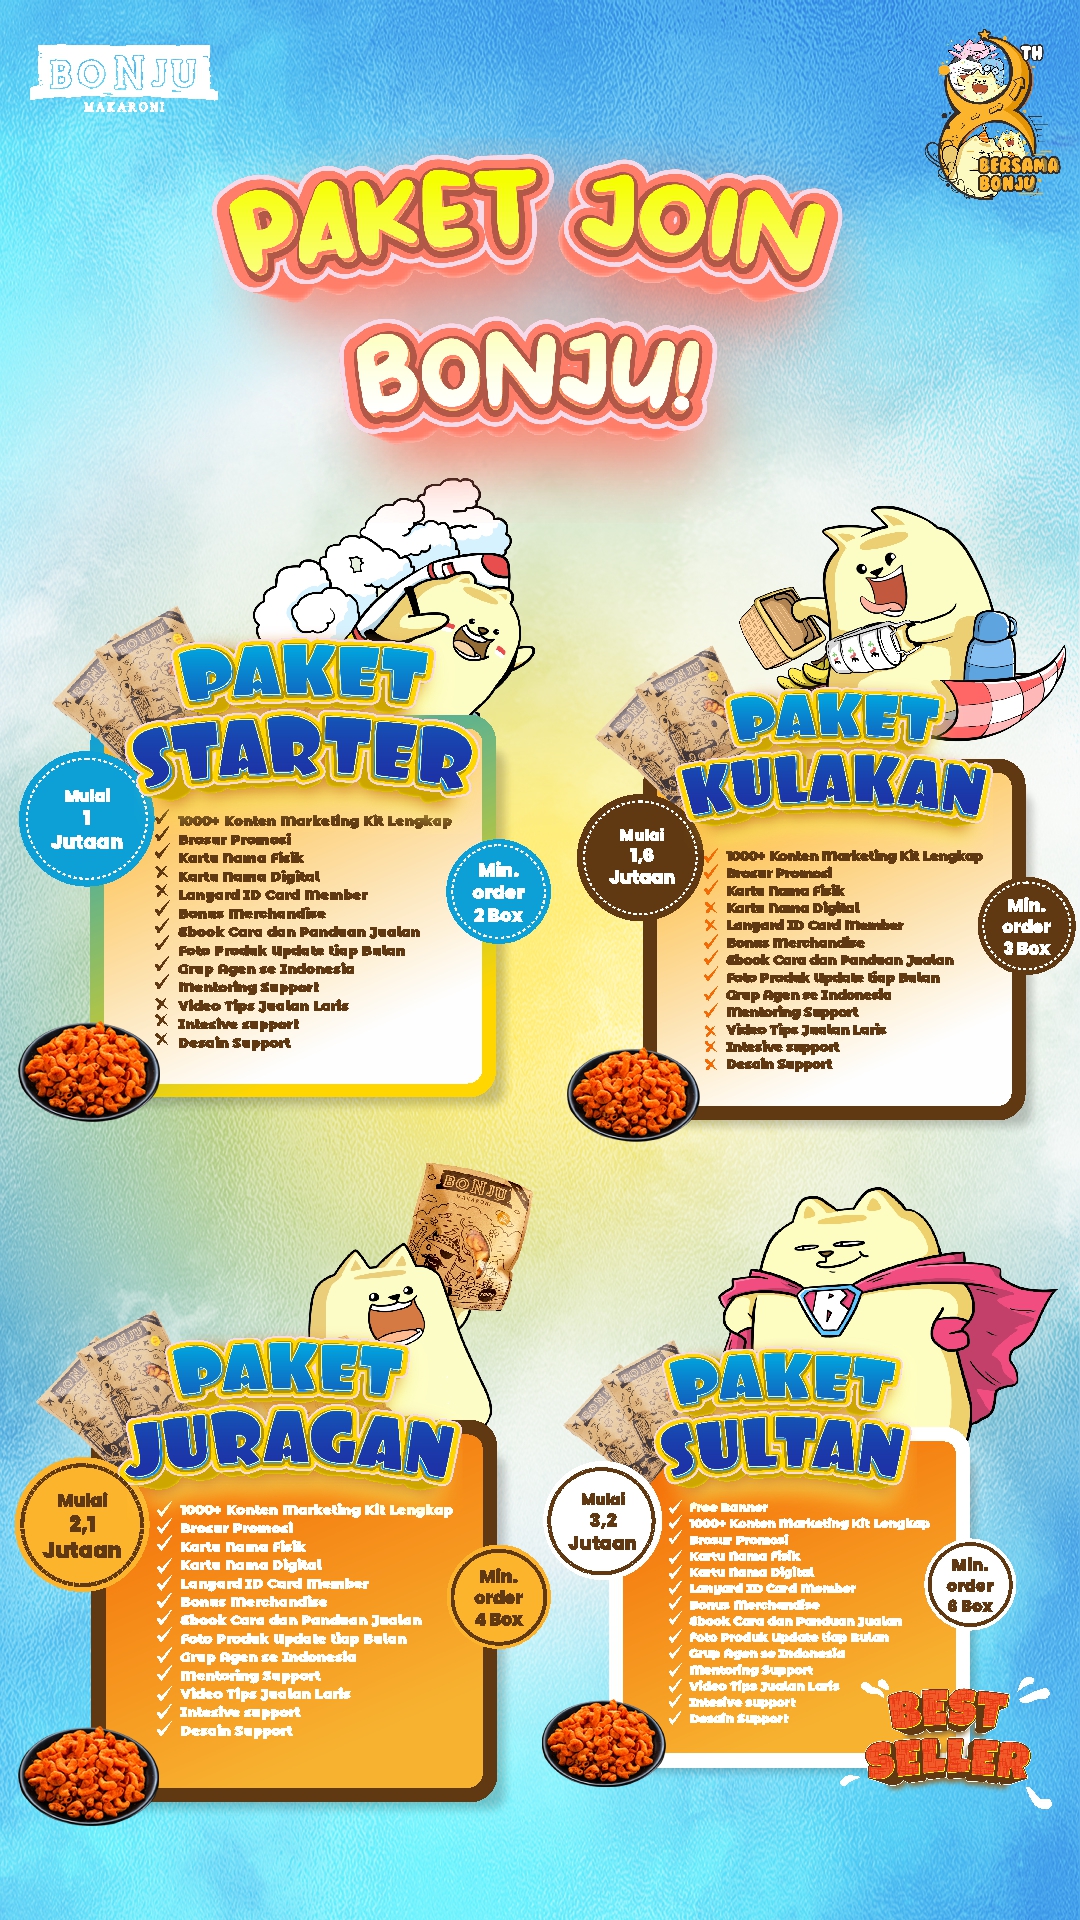 BONJU
MAKARONI
8TH
BERSAMA
BONJU
PAKET JOIN
BONJU!
BONJU
PAKET
STARTER
Mulai
1
Jutaan
1000+ Konten Marketing Kit Lengkap
Brosur Promosi
Kartu Nama Fisik
Kartu Nama Digital
Langard ID Card Member
Bonus Merchandise
Ebook Cara dan Panduan Jualan
Foto Produk Update tiap Bulan
Grup Agen se Indonesia
Mentoring Support
Video Tips Jualan Laris
Intesive support
Desain Support
Min.
order
2 Box
BONJU
PAKET
KULAKAN
Mulai
1,6
Jutaan
1000+ Konten Marketing Kit Lengkap
Brosur Promosi
Kartu Nama Fisik
Kartu Nama Digital
Langard ID Card Member
Bonus Merchandise
Ebook Cara dan Panduan Jualan
Foto Produk Update tiap Bulan
Grup Agen se Indonesia
Mentoring Support
Video Tips Jualan Laris
Intesive support
Desain Support
Min.
order
3 Box
BONJU
MAKARONI
BONJU
PAKET
JURAGAN
Mulai
2,1
Jutaan
1000+ Konten Marketing Kit Lengkap
Brosur Promosi
Kartu Nama Fisik
Kartu Nama Digital
Langard ID Card Member
Bonus Merchandise
Ebook Cara dan Panduan Jualan
Foto Produk Update tiap Bulan
Grup Agen se Indonesia
Mentoring Support
Video Tips Jualan Laris
Intesive support
Desain Support
Min.
order
4 Box
B
BONJU
PAKET
SULTAN
Mulai
3,2
Jutaan
Free Banner
1000+ Konten Marketing Kit Lengkap
Brosur Promosi
Kartu Nama Fisik
Kartu Nama Digital
Lanyard ID Card Member
Bonus Merchandise
Ebook Cara dan Panduan Jualan
Foto Produk Update tiap Bulan
Grup Agen se Indonesia
Mentoring Support
Video Tips Jualan Laris
Intesive support
Desain Support
Min.
order
6 Box
BEST
SELLER